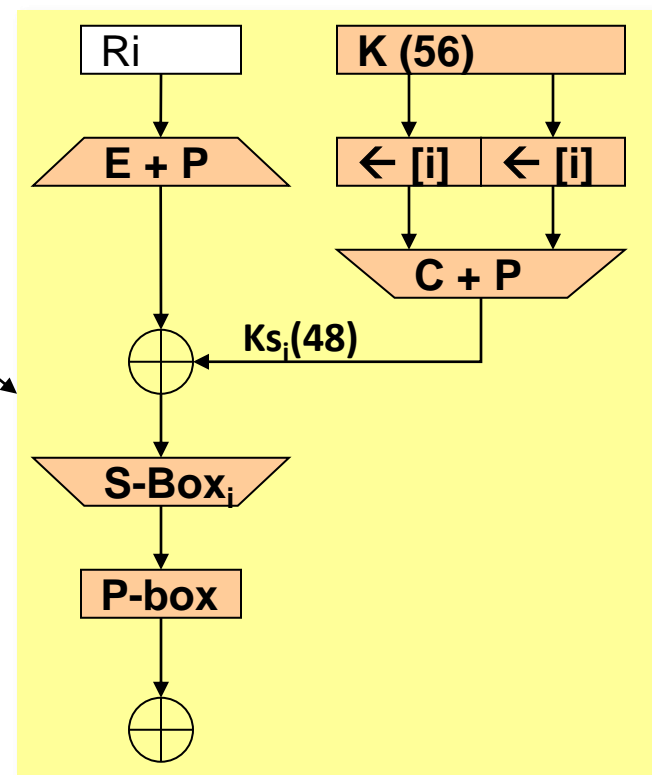 Ri
K (56)
E + P
← [i] ← [i]
C + P
Ksi(48)
S-Boxi
P-box